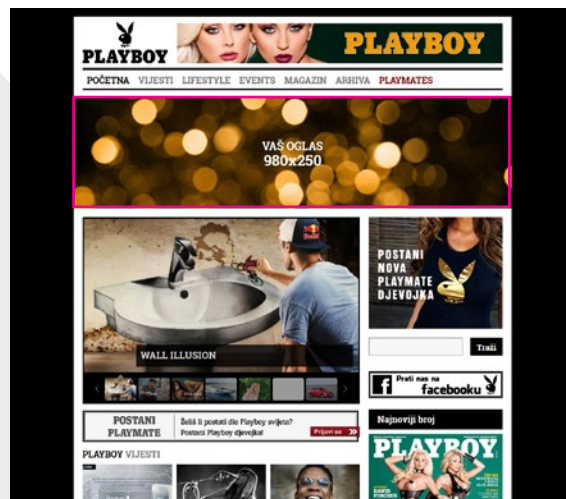 PLAYBOY
PLAYBOY
POČETNA VIJESTI LIFESTYLE EVENTS MAGAZIN ARHIVA PLAYMATES
VAŠ OGLAS
980x250
POSTANI
NOVA
PLAYMATE
DJEVOJKA
WALL ILLUSION
Traži
Prati nas na
facebooku
POSTANI
PLAYMATE
Želiš li postati dio Playboy svijeta?
Postani Playboy djevojka!
Prijavi se
Najnoviji broj
PLAYBOY VIJESTI
PLAYBOY